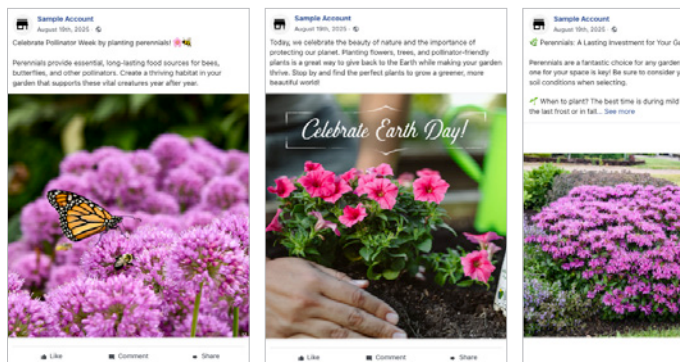 Sample Account
August 19th, 2025 ·
Celebrate Pollinator Week by planting perennials! 🌸🐝
Perennials provide essential, long-lasting food sources for bees,
butterflies, and other pollinators. Create a thriving habitat in your
garden that supports these vital creatures year after year.
Like Comment Share
Sample Account
August 19th, 2025 ·
Today, we celebrate the beauty of nature and the importance of
protecting our planet. Planting flowers, trees, and pollinator-friendly
plants is a great way to give back to the Earth while making your garden
thrive. Stop by and find the perfect plants to grow a greener, more
beautiful world!
Celebrate Earth Day!
Like Comment Share
Sample Account
August 19th, 2025 ·
🌿 Perennials: A Lasting Investment for Your Ga
Perennials are a fantastic choice for any garden
one for your space is key! Be sure to consider y
soil conditions when selecting.
🌱 When to plant? The best time is during mild
the last frost or in fall... See more